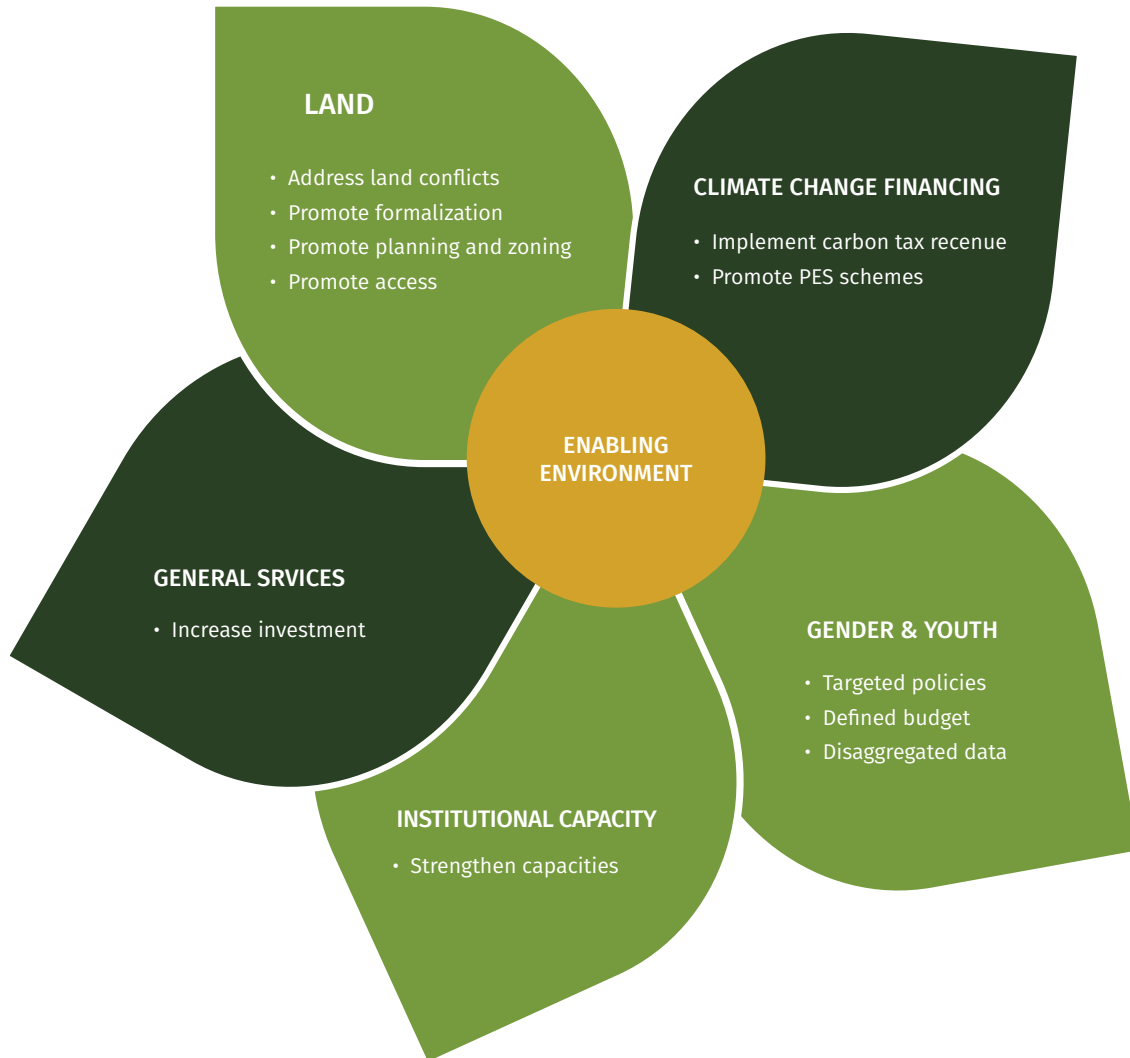 LAND
• Address land conflicts
• Promote formalization
• Promote planning and zoning
• Promote access
CLIMATE CHANGE FINANCING
• Implement carbon tax recenue
• Promote PES schemes
ENABLING
ENVIRONMENT
GENERAL SRVICES
• Increase investment
GENDER & YOUTH
• Targeted policies
• Defined budget
• Disaggregated data
INSTITUTIONAL CAPACITY
• Strengthen capacities